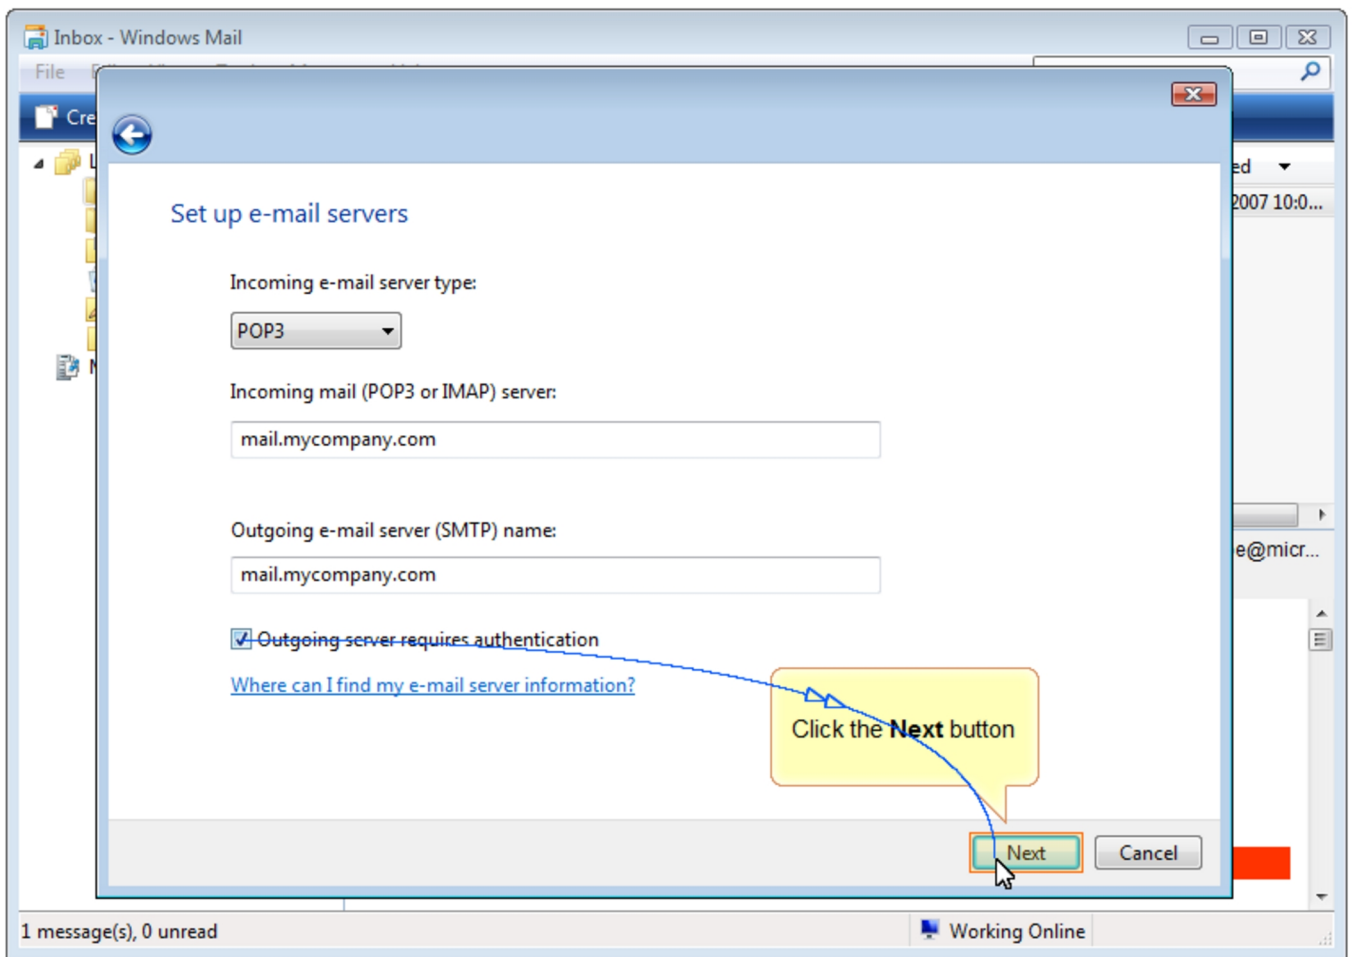 Inbox - Windows Mail
File
Cre
ed
2007 10:0...
Set up e-mail servers
Incoming e-mail server type:
POP3
Incoming mail (POP3 or IMAP) server:
mail.mycompany.com
Outgoing e-mail server (SMTP) name:
mail.mycompany.com
e@micr...
Outgoing server requires authentication
Where can I find my e-mail server information?
Click the Next button
Next
Cancel
1 message(s), 0 unread
Working Online